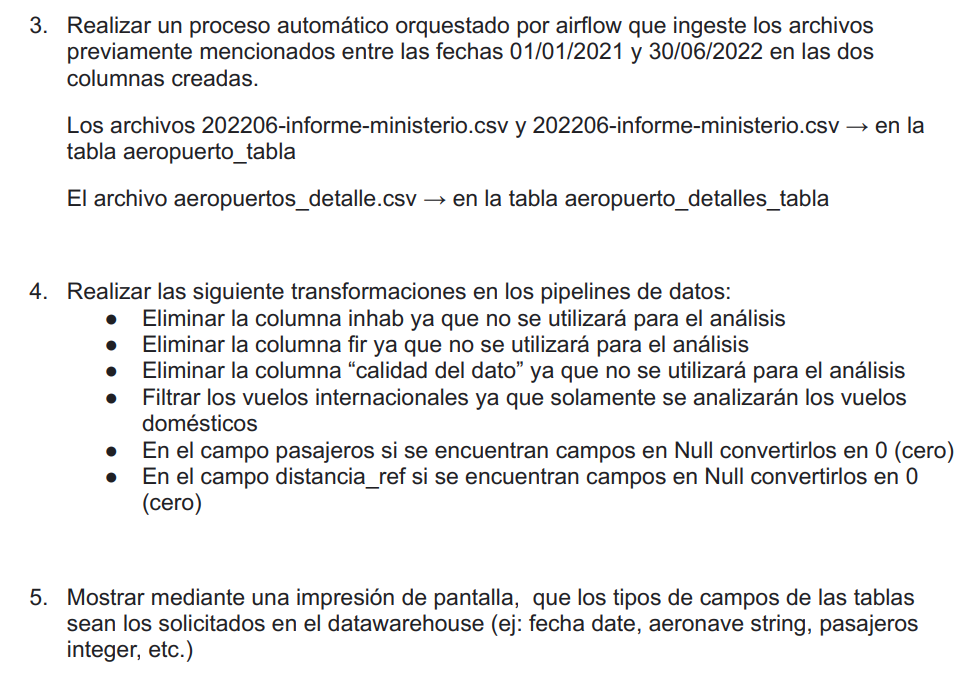 3. Realizar un proceso automático orquestado por airflow que ingeste los archivos
previamente mencionados entre las fechas 01/01/2021 y 30/06/2022 en las dos
columnas creadas.
Los archivos 202206-informe-ministerio.csv y 202206-informe-ministerio.csv → en la
tabla aeropuerto_tabla
El archivo aeropuertos_detalle.csv → en la tabla aeropuerto_detalles_tabla
4. Realizar las siguiente transformaciones en los pipelines de datos:
● Eliminar la columna inhab ya que no se utilizará para el análisis
● Eliminar la columna fir ya que no se utilizará para el análisis
● Eliminar la columna “calidad del dato” ya que no se utilizará para el análisis
● Filtrar los vuelos internacionales ya que solamente se analizarán los vuelos
domésticos
● En el campo pasajeros si se encuentran campos en Null convertirlos en 0 (cero)
● En el campo distancia_ref si se encuentran campos en Null convertirlos en 0
(cero)
5. Mostrar mediante una impresión de pantalla, que los tipos de campos de las tablas
sean los solicitados en el datawarehouse (ej: fecha date, aeronave string, pasajeros
integer, etc.)